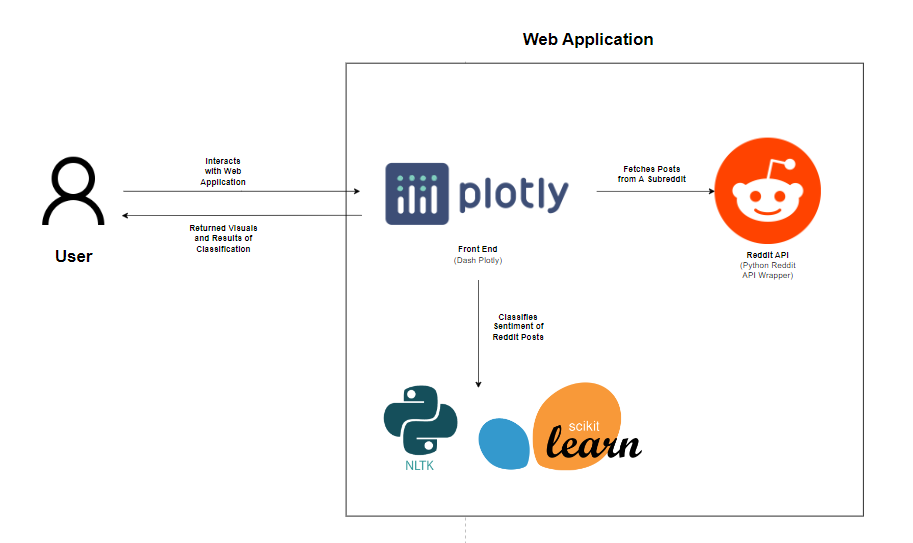 Web Application
Interacts
with Web
Application
Returned Visuals
and Results of
Classification
User
plotly
Front End
(Dash Plotly)
Fetches Posts
from A Subreddit
Reddit API
(Python Reddit
API Wrapper)
Classifies
Sentiment of
Reddit Posts
NLTK
scikit
learn